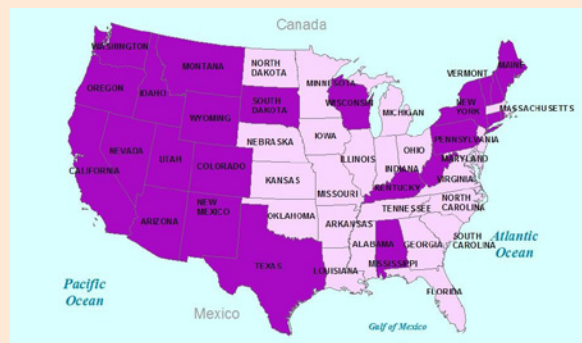 Canada
WASHINGTON
MONTANA
NORTH
DAKOTA
MINNESOTA
MAINE
VERMONT
OREGON
IDAHO
SOUTH
DAKOTA
WISCONSIN
MICHIGAN
NEW
YORK
MASSACHUSETTS
WYOMING
NEBRASKA
IOWA
PENNSYLVANIA
NEVADA
UTAH
COLORADO
ILLINOIS
INDIANA
OHIO
MARYLAND
CALIFORNIA
KANSAS
MISSOURI
KENTUCKY
VIRGINIA
ARIZONA
NEW
MEXICO
OKLAHOMA
ARKANSAS
TENNESSEE
NORTH
CAROLINA
SOUTH
CAROLINA
TEXAS
LOUISIANA
MISSISSIPPI
ALABAMA
GEORGIA
FLORIDA
Atlantic
Ocean
Pacific
Ocean
Mexico
Gulf of Mexico